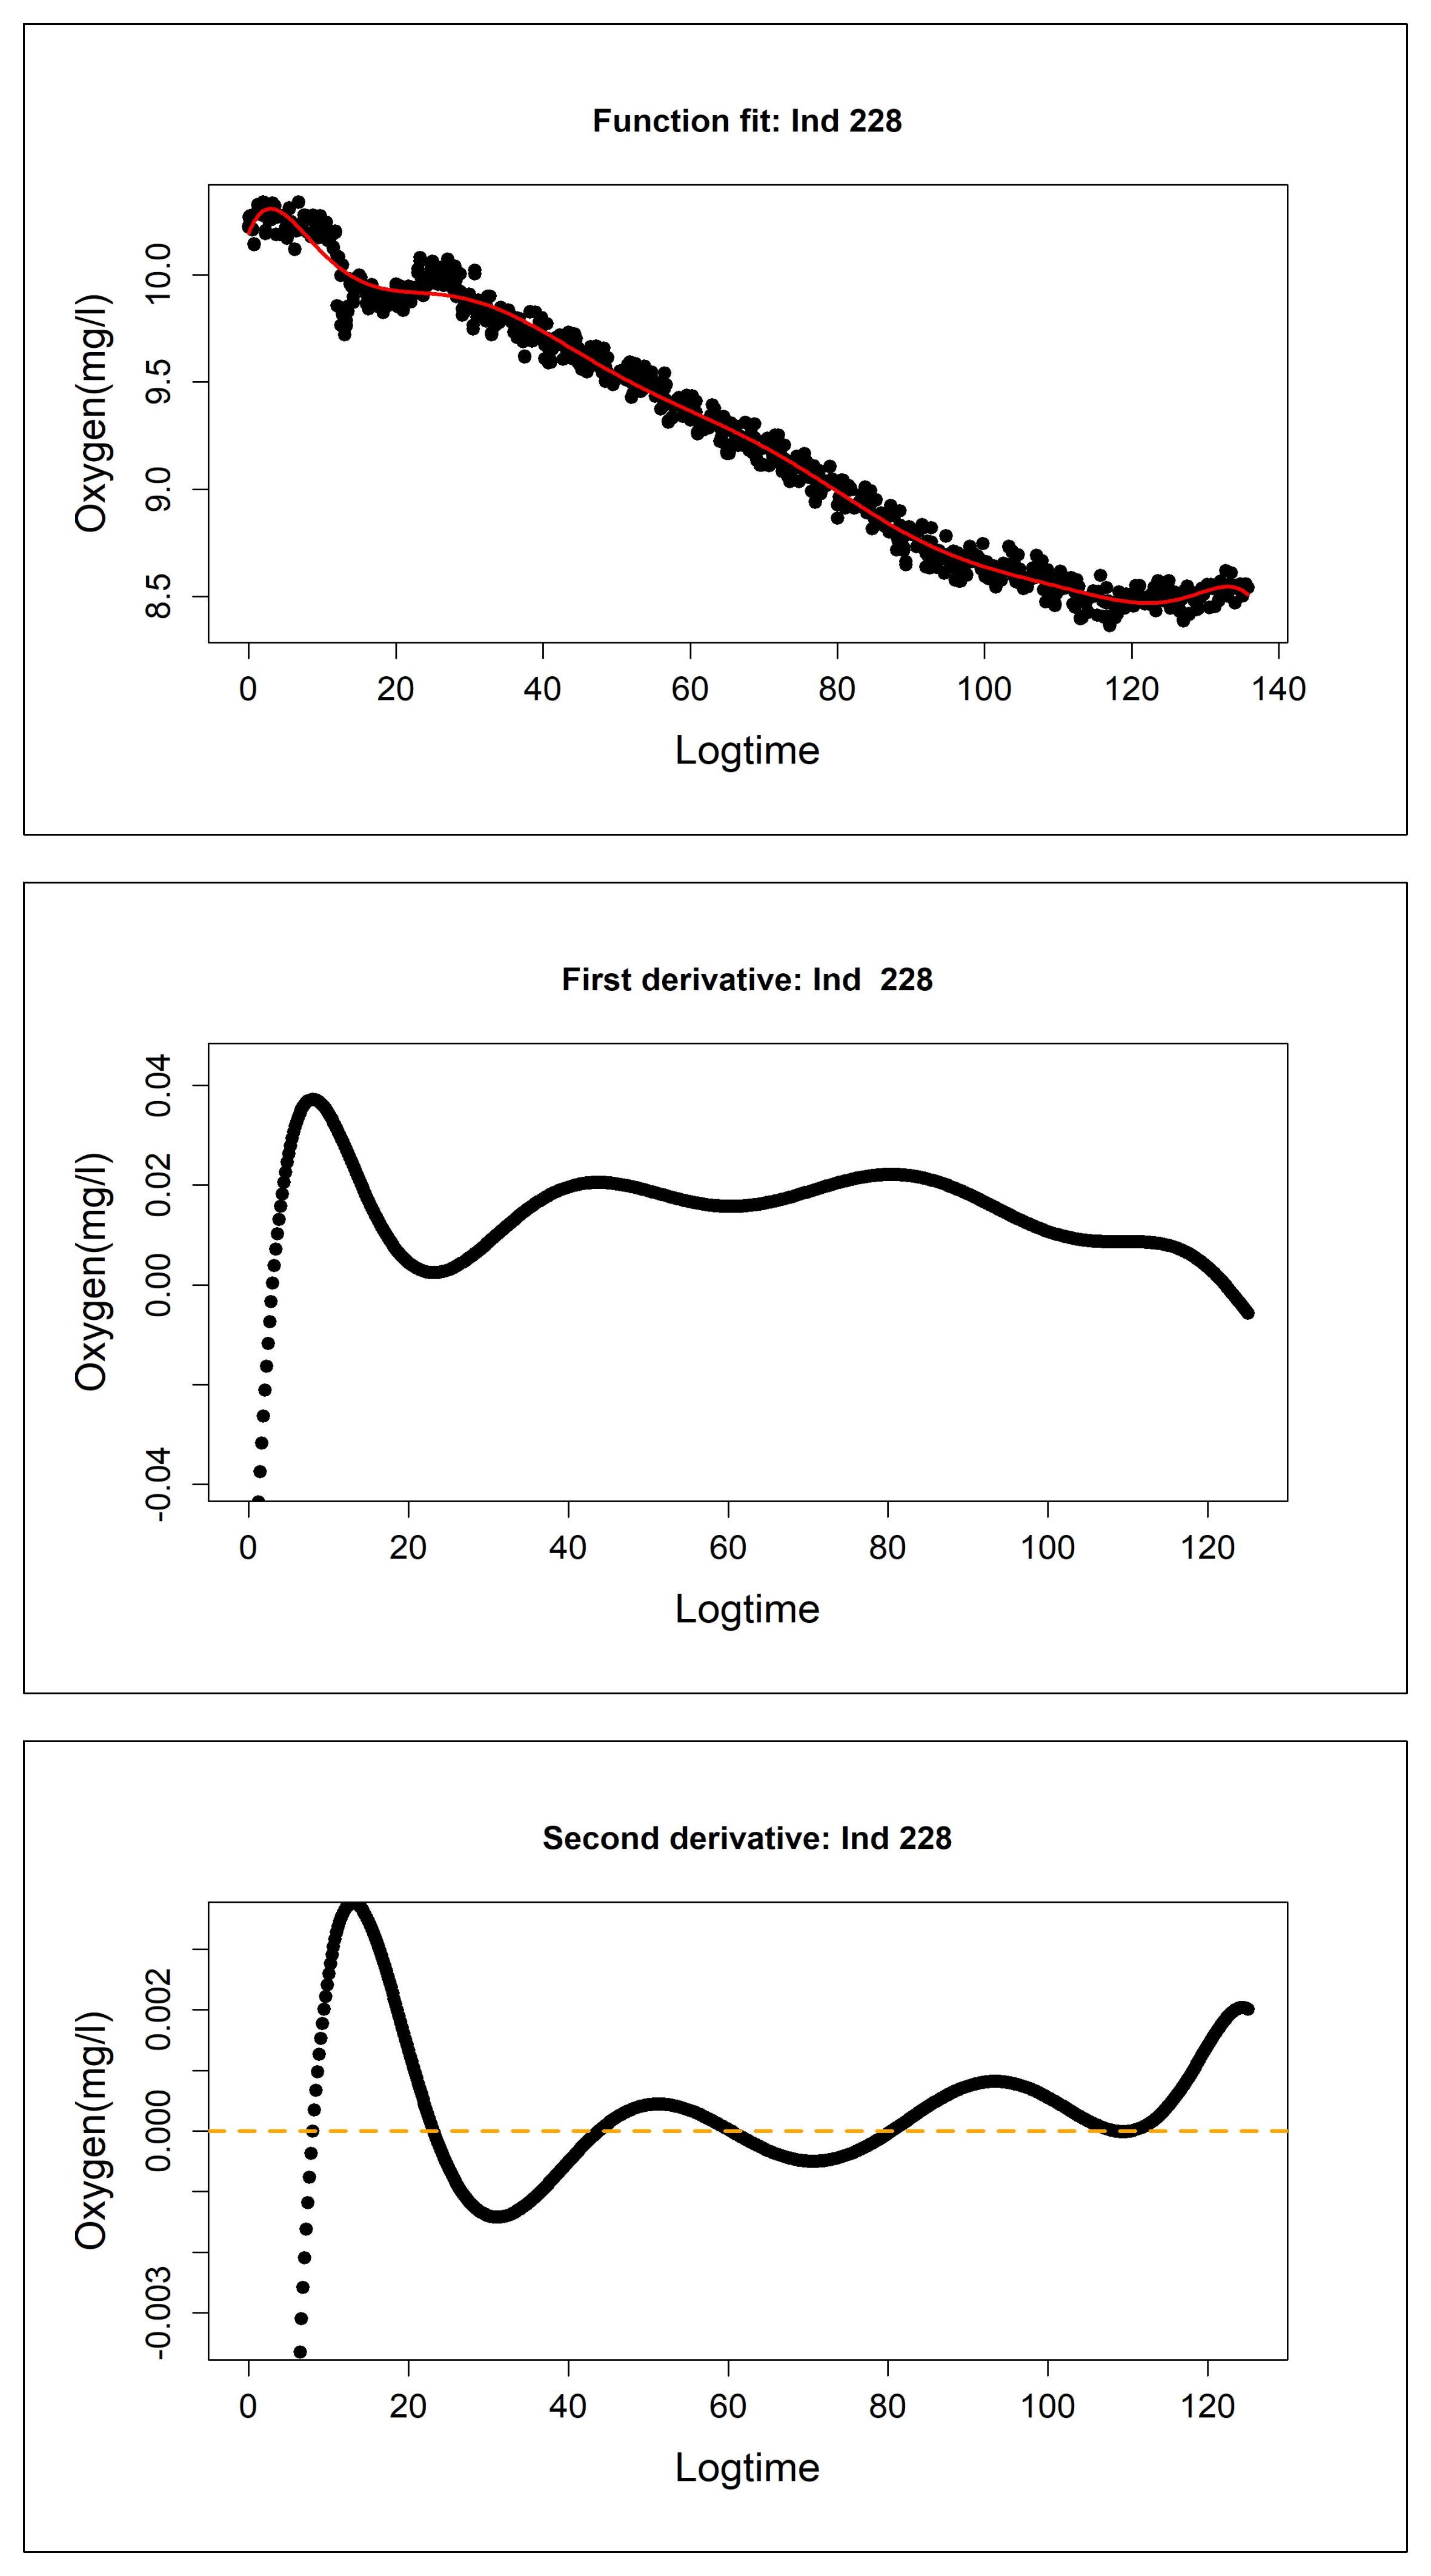 Function fit: Ind 228
Oxygen(mg/l)
10.0
9.5
9.0
8.5
0 20 40 60 80 100 120 140
Logtime
First derivative: Ind  228
Oxygen(mg/l)
0.04
0.02
0.00
-0.04
0 20 40 60 80 100 120
Logtime
Second derivative: Ind 228
Oxygen(mg/l)
0.002
0.000
-0.003
0 20 40 60 80 100 120
Logtime